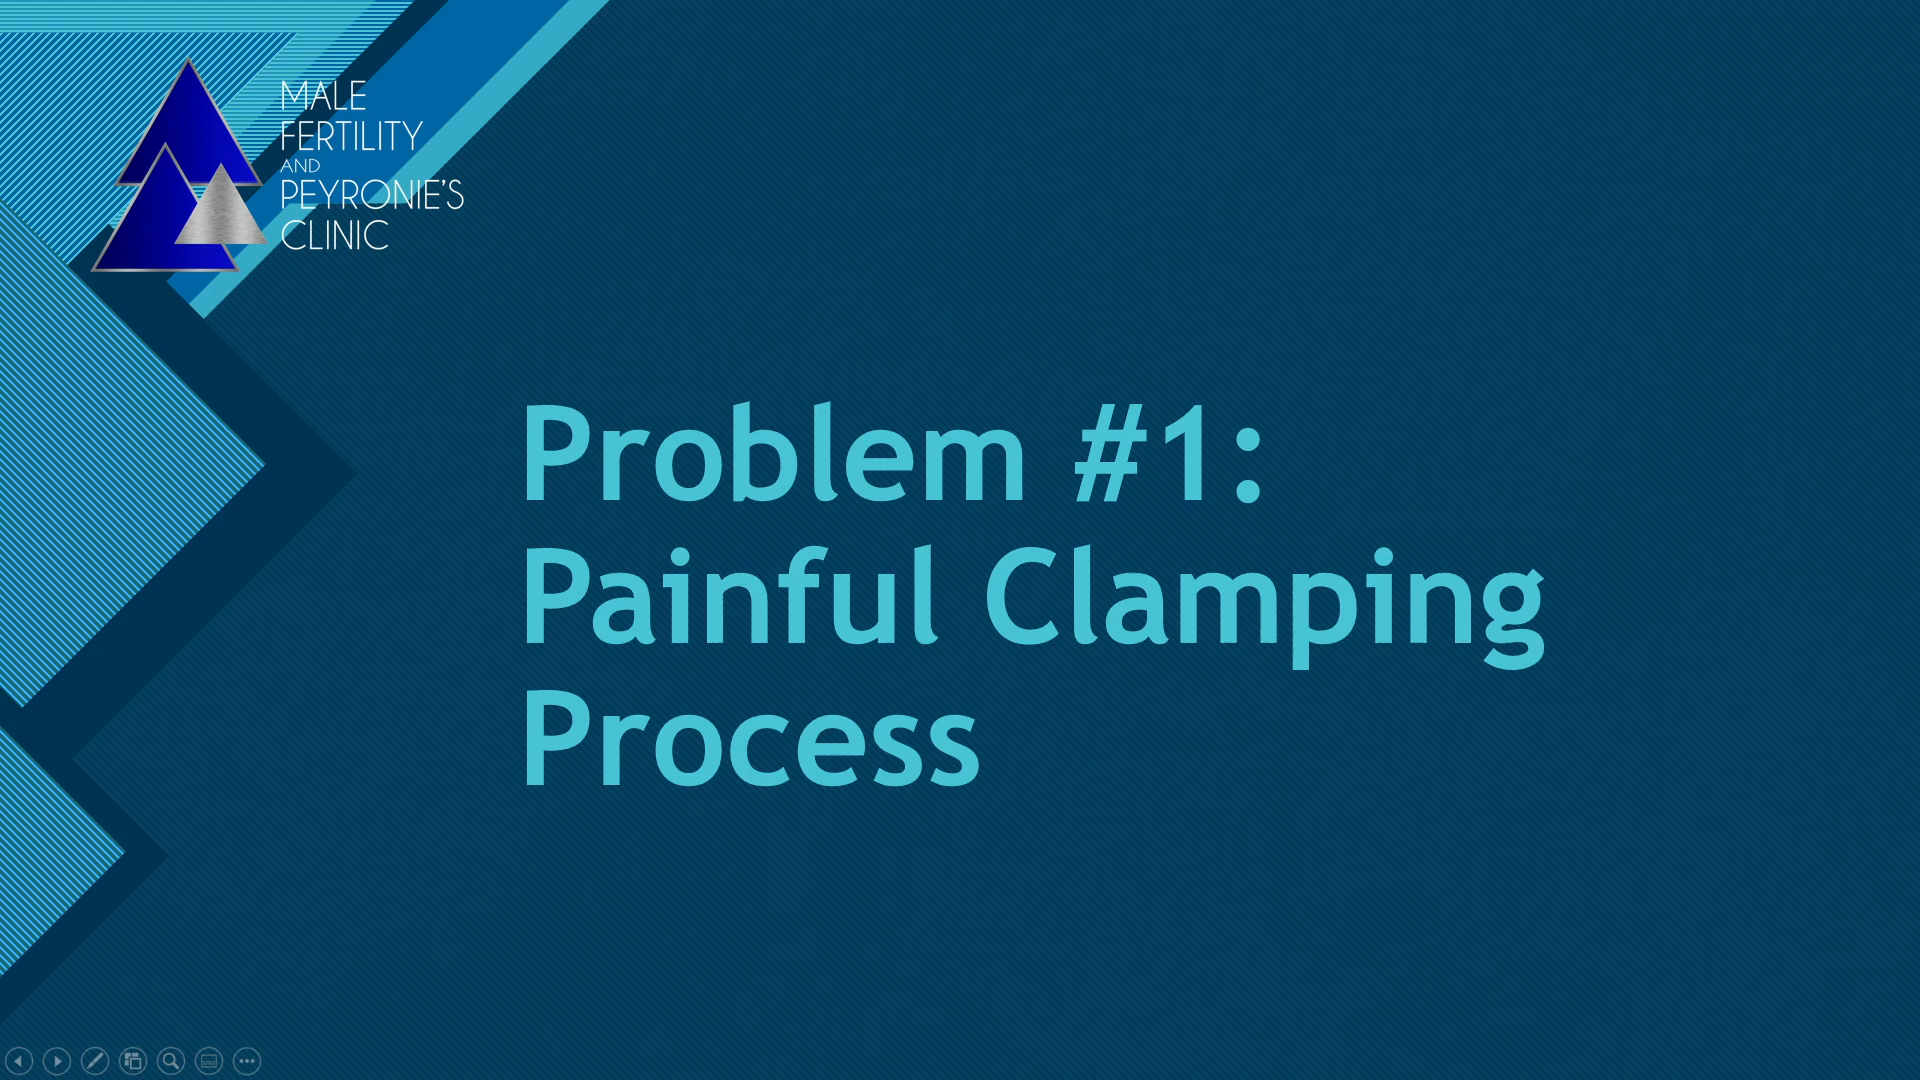 MALE
FERTILITY
AND
PEYRONIE'S
CLINIC
Problem #1:
Painful Clamping
Process